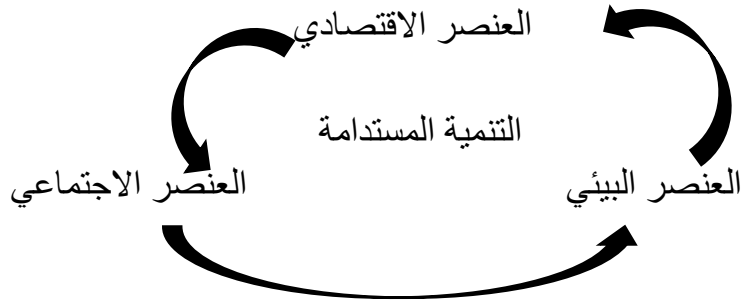 العنصر الاقتصادي
التنمية المستدامة
العنصر البيئي
العنصر الاجتماعي